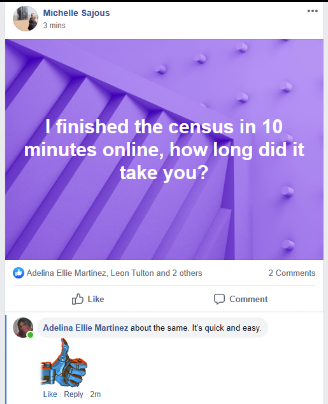 Michelle Sajous
3 mins
I finished the census in 10
minutes online, how long did it
take you?
Adelina Ellie Martinez, Leon Tulton and 2 others 2 Comments
Like Comment
Adelina Ellie Martinez about the same. It's quick and easy.
Like · Reply · 2m